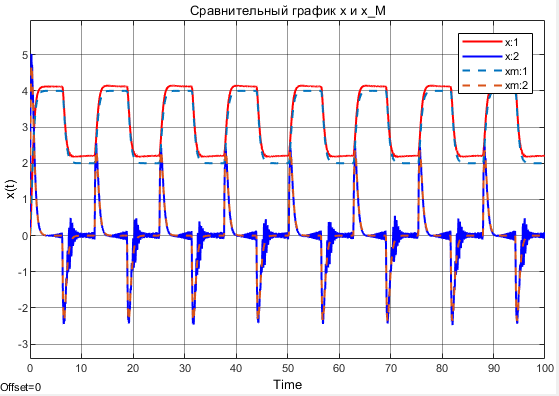 Сравнительный график x и x_M
x:1
x:2
xm:1
xm:2
x(t)
5
4
3
2
1
0
-1
-2
-3
0 10 20 30 40 50 60 70 80 90 100
Time
Offset=0